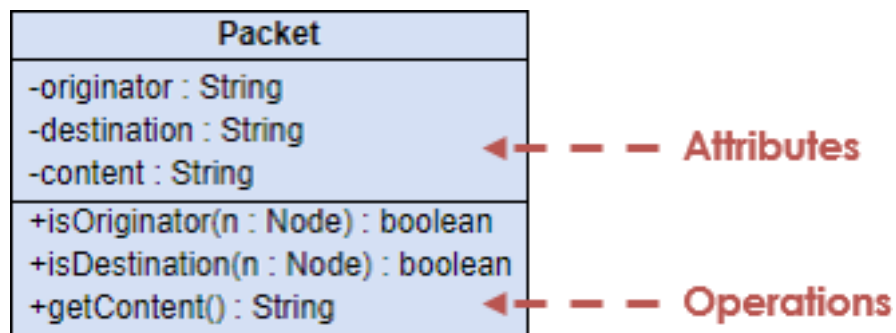 Packet
-originator : String
-destination : String
-content : String
Attributes
+isOriginator(n : Node) : boolean
+isDestination(n : Node) : boolean
+getContent() : String
Operations